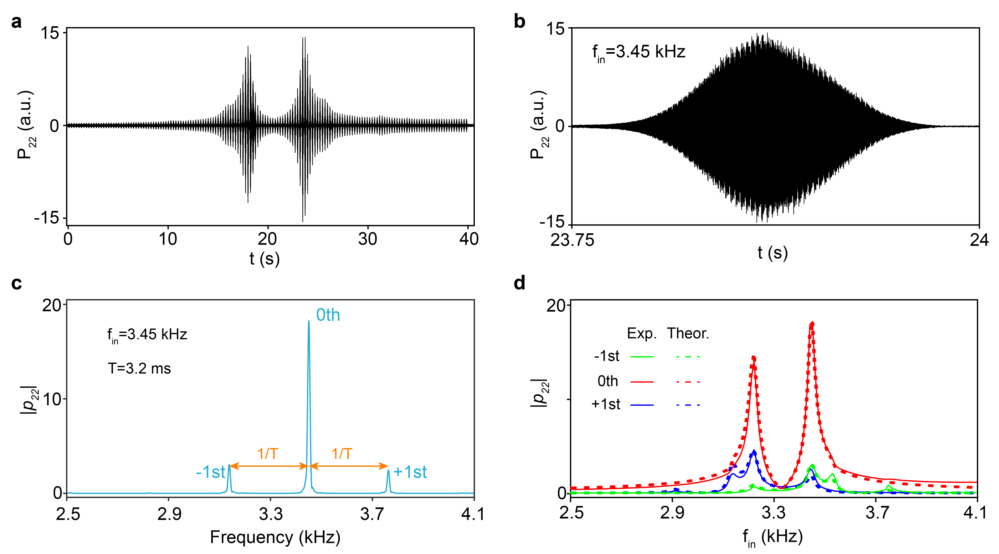 a
15
0
-15
P22 (a.u.)
0 10 20 30 40
t (s)
b
15
0
-15
P22 (a.u.)
fin=3.45 kHz
23.75 24
t (s)
c
20
10
0
|p22|
fin=3.45 kHz
T=3.2 ms
0th
1/T 1/T
-1st +1st
2.5 2.9 3.3 3.7 4.1
Frequency (kHz)
d
20
0
|p22|
Exp. Theor.
-1st
0th
+1st
2.5 2.9 3.3 3.7 4.1
fin (kHz)